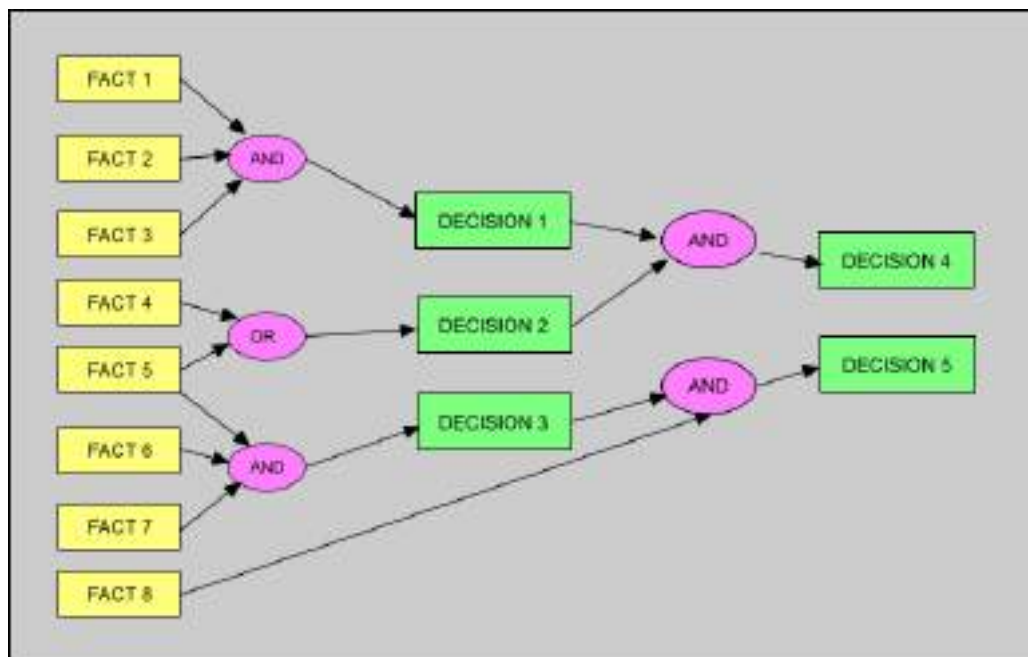 FACT 1
FACT 2
FACT 3
FACT 4
FACT 5
FACT 6
FACT 7
FACT 8
AND
OR
AND
DECISION 1
DECISION 2
DECISION 3
AND
AND
DECISION 4
DECISION 5